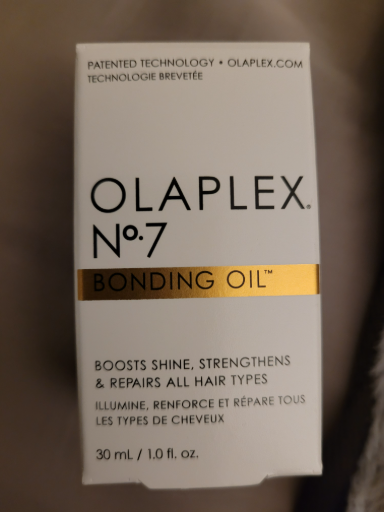 PATENTED TECHNOLOGY • OLAPLEX.COM
TECHNOLOGIE BREVETÉE
OLAPLEX®
Nº.7
BONDING OIL™
BOOSTS SHINE, STRENGTHENS
& REPAIRS ALL HAIR TYPES
ILLUMINE, RENFORCE ET RÉPARE TOUS
LES TYPES DE CHEVEUX
30 mL / 1.0 fl. oz.